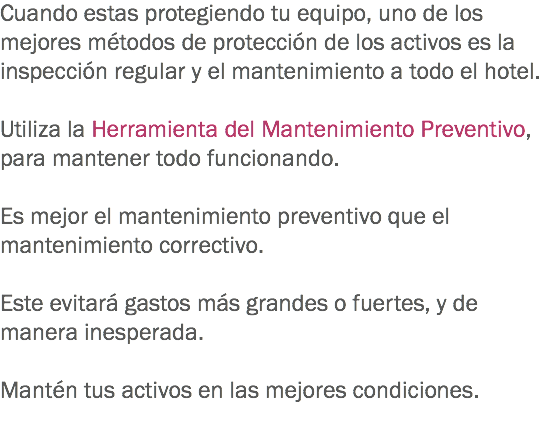 Cuando estas protegiendo tu equipo, uno de los
mejores métodos de protección de los activos es la
inspección regular y el mantenimiento a todo el hotel.
Utiliza la Herramienta del Mantenimiento Preventivo,
para mantener todo funcionando.
Es mejor el mantenimiento preventivo que el
mantenimiento correctivo.
Este evitará gastos más grandes o fuertes, y de
manera inesperada.
Mantén tus activos en las mejores condiciones.